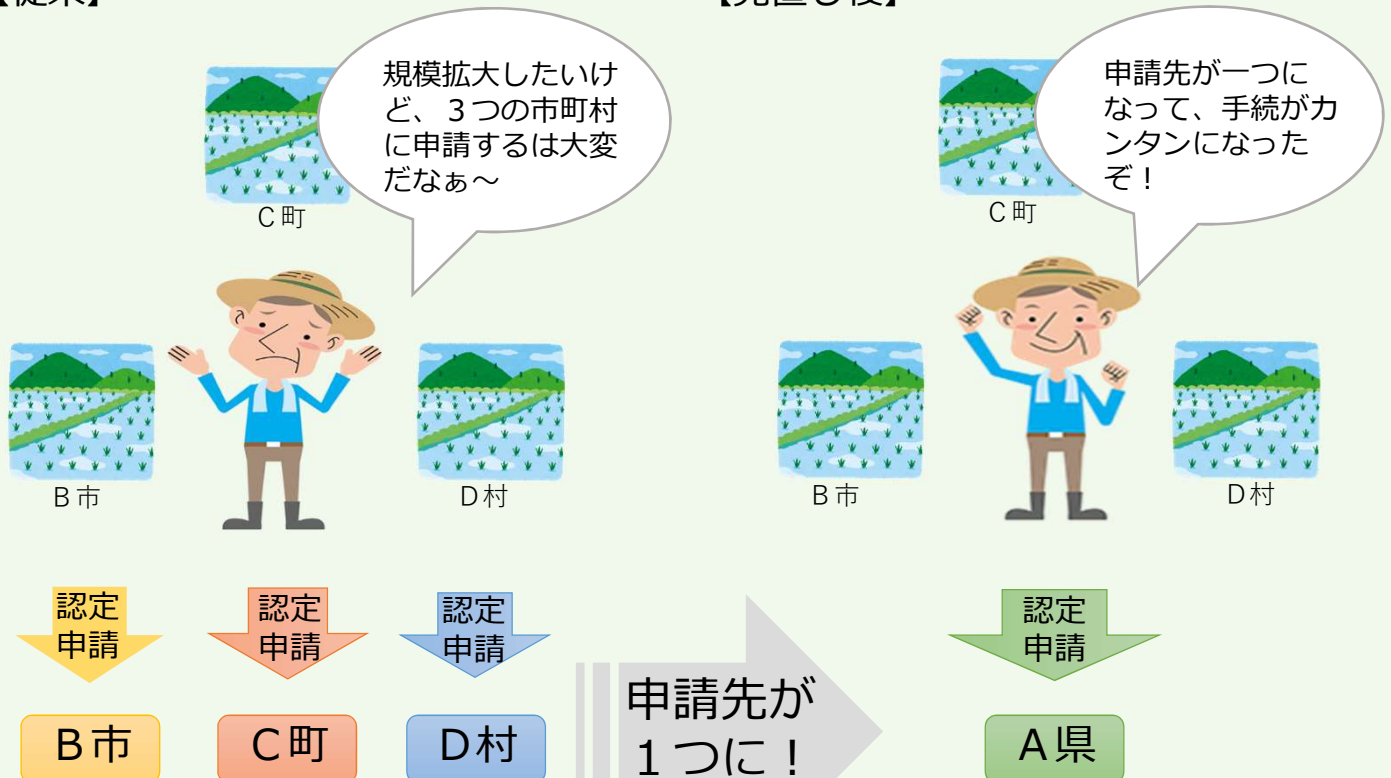 規模拡大したいけ
ど、３つの市町村
に申請するは大変
だなぁ～
Ｃ町
Ｂ市
Ｄ村
認定
申請
認定
申請
認定
申請
Ｂ市
Ｃ町
Ｄ村
申請先が
１つに！
申請先が一つに
なって、手続がカ
ンタンになった
ぞ！
Ｃ町
Ｂ市
Ｄ村
認定
申請
Ａ県